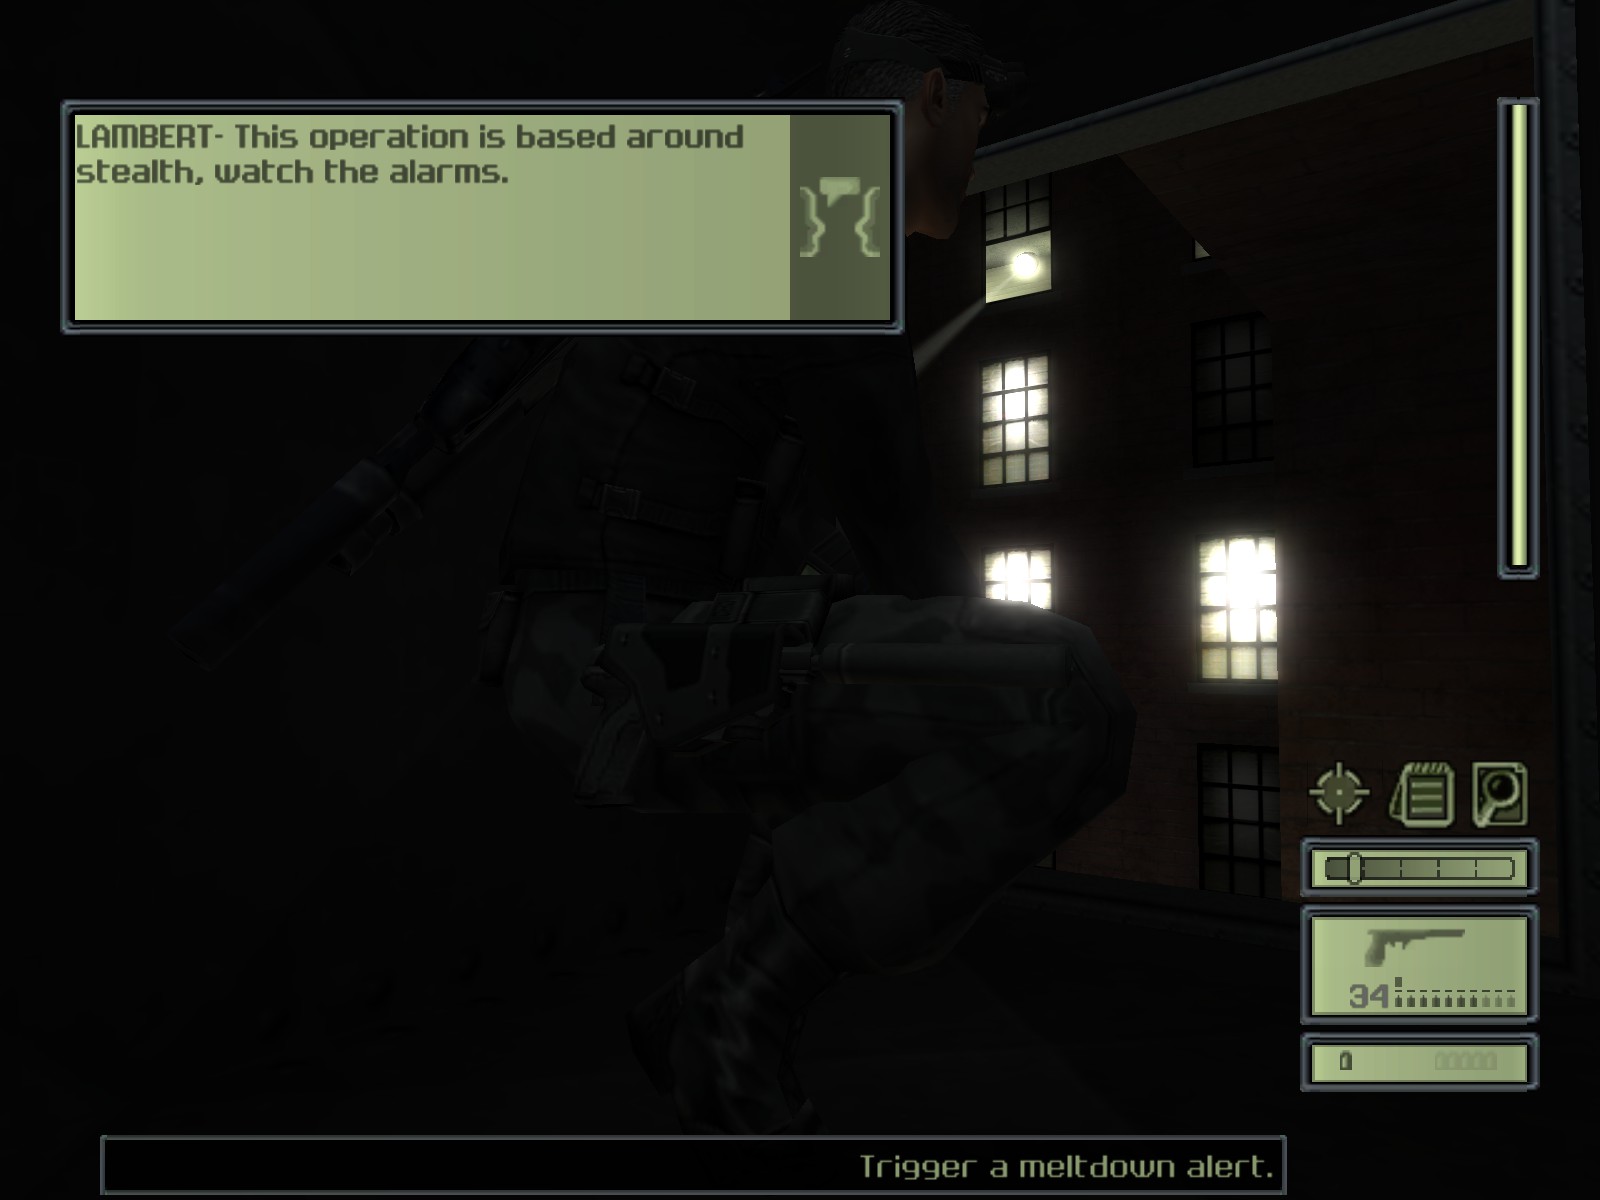 LAMBERT- This operation is based around
stealth, watch the alarms.
34
Trigger a meltdown alert.